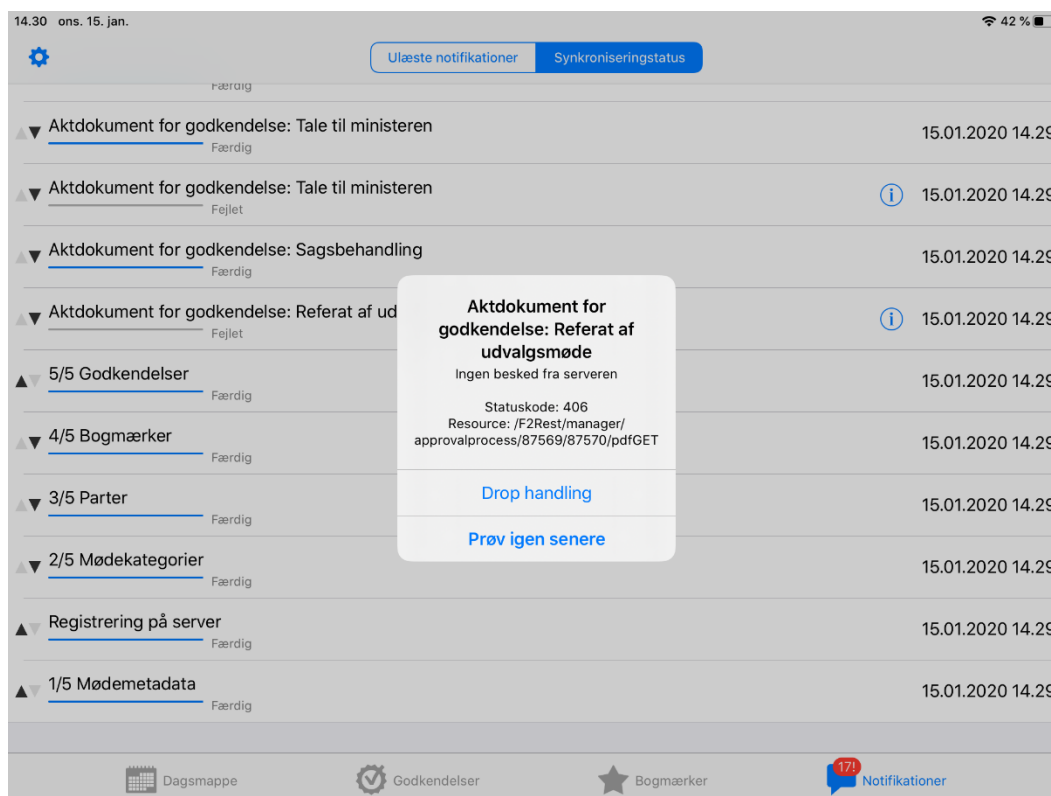 14.30 ons. 15. jan.
42 %
Ulæste notifikationer
Synkroniseringstatus
Færdig
Aktdokument for godkendelse: Tale til ministeren
15.01.2020 14.29
Færdig
Aktdokument for godkendelse: Tale til ministeren
15.01.2020 14.29
Fejlet
Aktdokument for godkendelse: Sagsbehandling
15.01.2020 14.29
Færdig
Aktdokument for godkendelse: Referat af ud
15.01.2020 14.29
Fejlet
Aktdokument for
godkendelse: Referat af
udvalgsmøde
Ingen besked fra serveren
Statuskode: 406
Resource: /F2Rest/manager/
approvalprocess/87569/87570/pdfGET
Drop handling
Prøv igen senere
5/5 Godkendelser
15.01.2020 14.29
Færdig
4/5 Bogmærker
15.01.2020 14.29
Færdig
3/5 Parter
15.01.2020 14.29
Færdig
2/5 Mødekategorier
15.01.2020 14.29
Færdig
Registrering på server
15.01.2020 14.29
Færdig
1/5 Mødemetadata
15.01.2020 14.29
Færdig
Dagsmappe
Godkendelser
Bogmærker
17!
Notifikationer